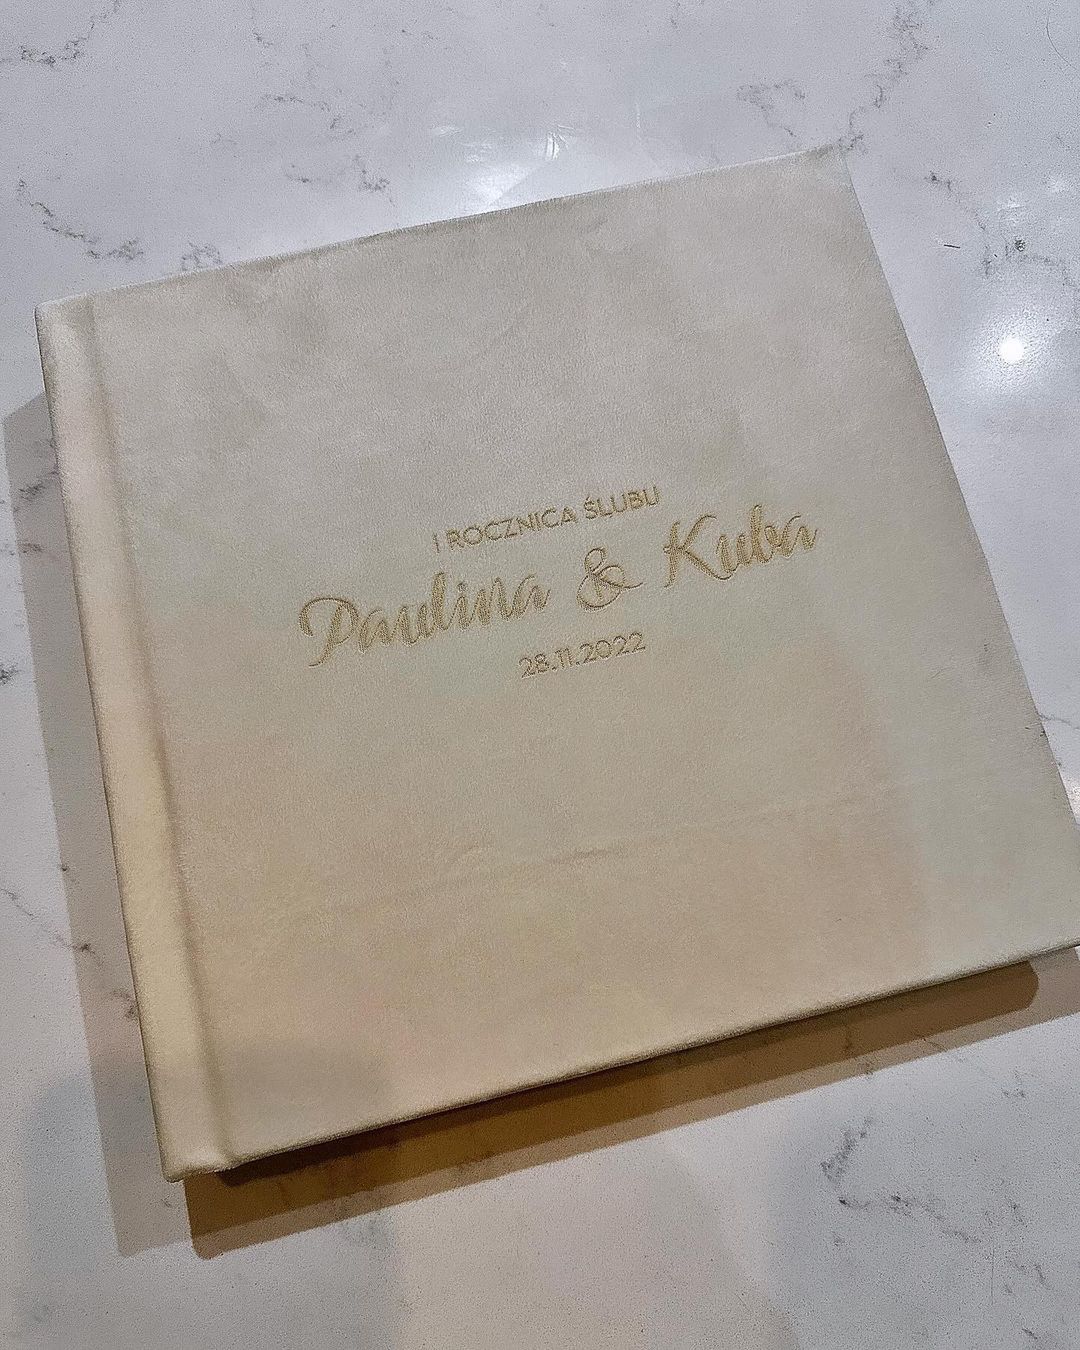 I ROCZNICA ŚLUBU
Paulina & Kuba
28.11.2022